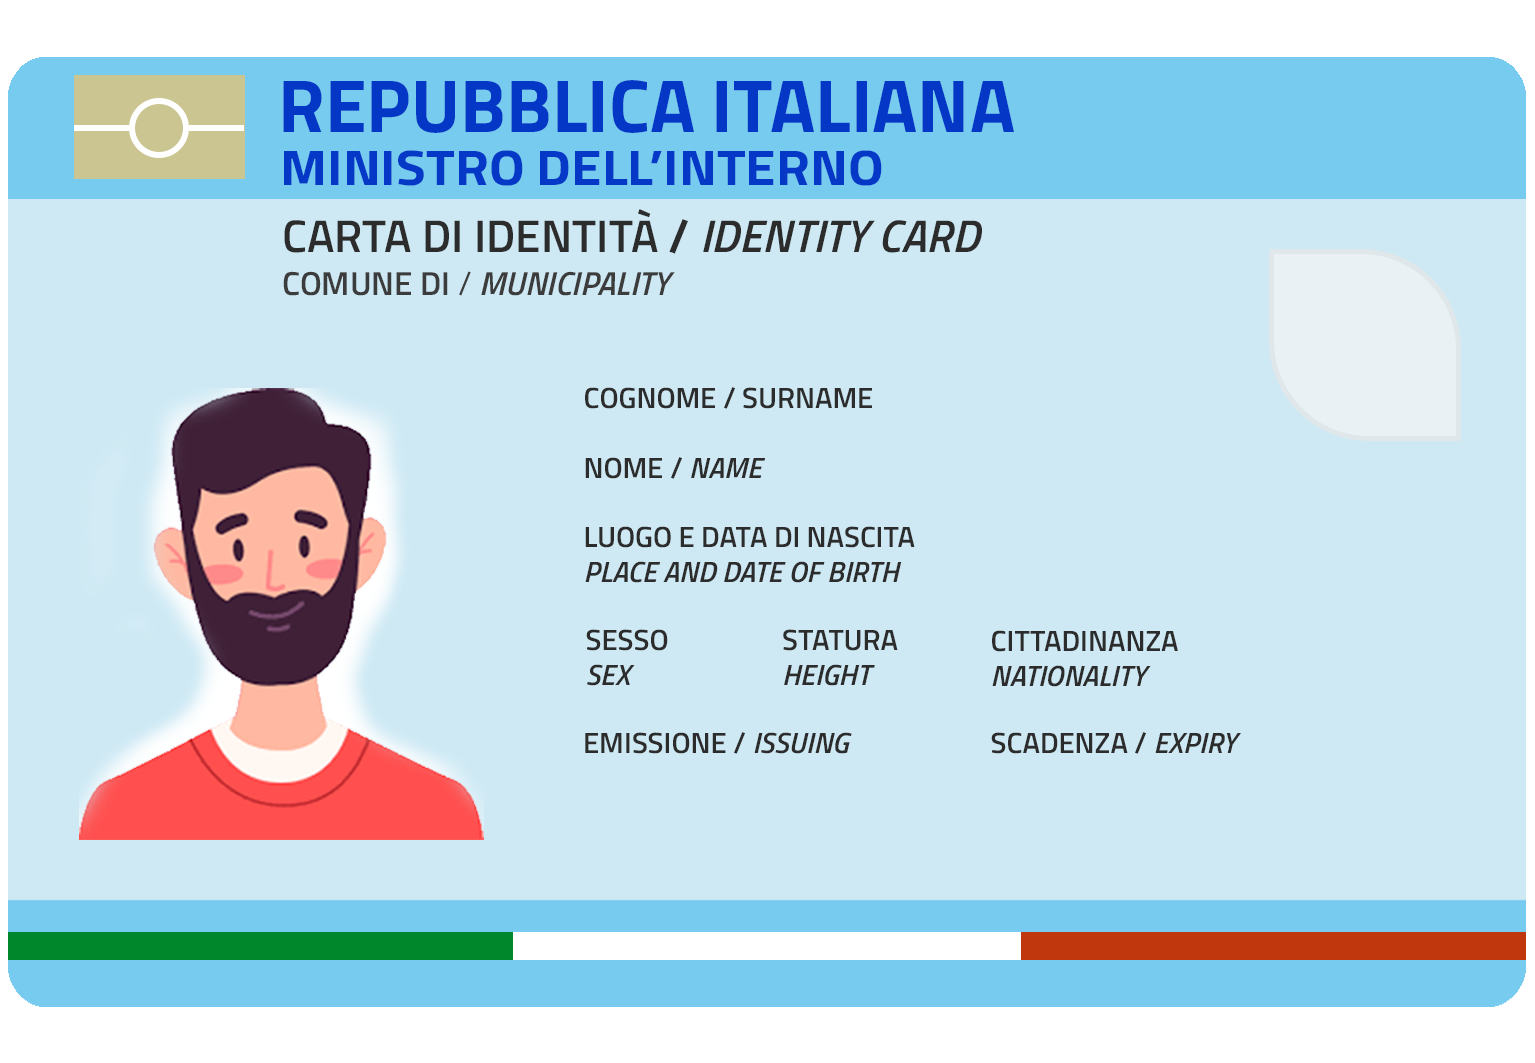 REPUBBLICA ITALIANA
MINISTRO DELL’INTERNO
CARTA DI IDENTITÀ / IDENTITY CARD
COMUNE DI / MUNICIPALITY
COGNOME / SURNAME
NOME / NAME
LUOGO E DATA DI NASCITA
PLACE AND DATE OF BIRTH
SESSO STATURA CITTADINANZA
SEX HEIGHT NATIONALITY
EMISSIONE / ISSUING SCADENZA / EXPIRY